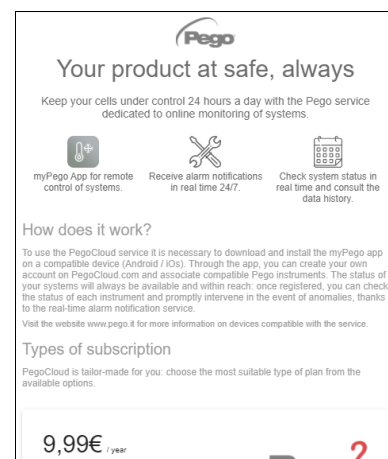 Pego
Your product at safe, always
Keep your cells under control 24 hours a day with the Pego service
dedicated to online monitoring of systems.
myPego App for remote
control of systems.
Receive alarm notifications
in real time 24/7.
Check system status in
real time and consult the
data history.
How does it work?
To use the PegoCloud service it is necessary to download and install the myPego app
on a compatible device (Android / iOs). Through the app, you can create your own
account on PegoCloud.com and associate compatible Pego instruments. The status of
your systems will always be available and within reach: once registered, you can check
the status of each instrument and promptly intervene in the event of anomalies, thanks
to the real-time alarm notification service.
Visit the website www.pego.it for more information on devices compatible with the service.
Types of subscription
PegoCloud is tailor-made for you: choose the most suitable type of plan from the
available options.
9,99€ / year